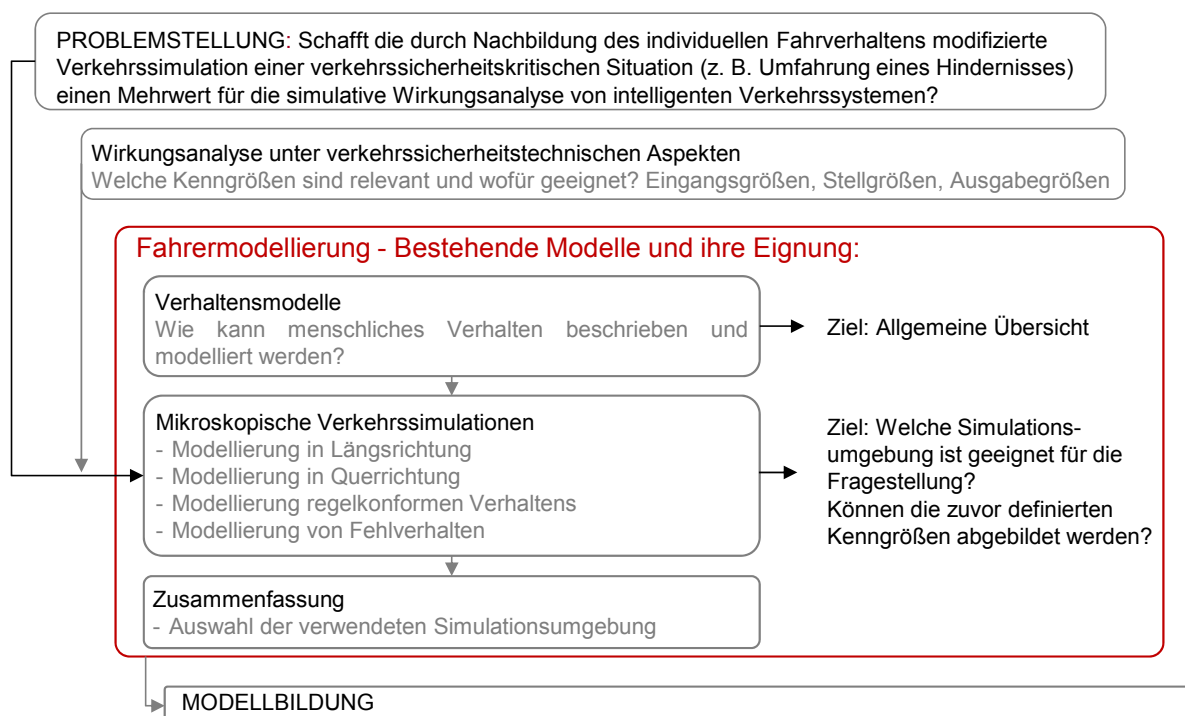 PROBLEMSTELLUNG: Schafft die durch Nachbildung des individuellen Fahrverhaltens modifizierte
Verkehrssimulation einer verkehrssicherheitskritischen Situation (z. B. Umfahrung eines Hindernisses)
einen Mehrwert für die simulative Wirkungsanalyse von intelligenten Verkehrssystemen?
Wirkungsanalyse unter verkehrssicherheitstechnischen Aspekten
Welche Kenngrößen sind relevant und wofür geeignet? Eingangsgrößen, Stellgrößen, Ausgabegrößen
Fahrermodellierung - Bestehende Modelle und ihre Eignung:
Verhaltensmodelle
Wie kann menschliches Verhalten beschrieben und
modelliert werden?
Ziel: Allgemeine Übersicht
Mikroskopische Verkehrssimulationen
- Modellierung in Längsrichtung
- Modellierung in Querrichtung
- Modellierung regelkonformen Verhaltens
- Modellierung von Fehlverhalten
Ziel: Welche Simulations-
umgebung ist geeignet für die
Fragestellung?
Können die zuvor definierten
Kenngrößen abgebildet werden?
Zusammenfassung
- Auswahl der verwendeten Simulationsumgebung
MODELLBILDUNG